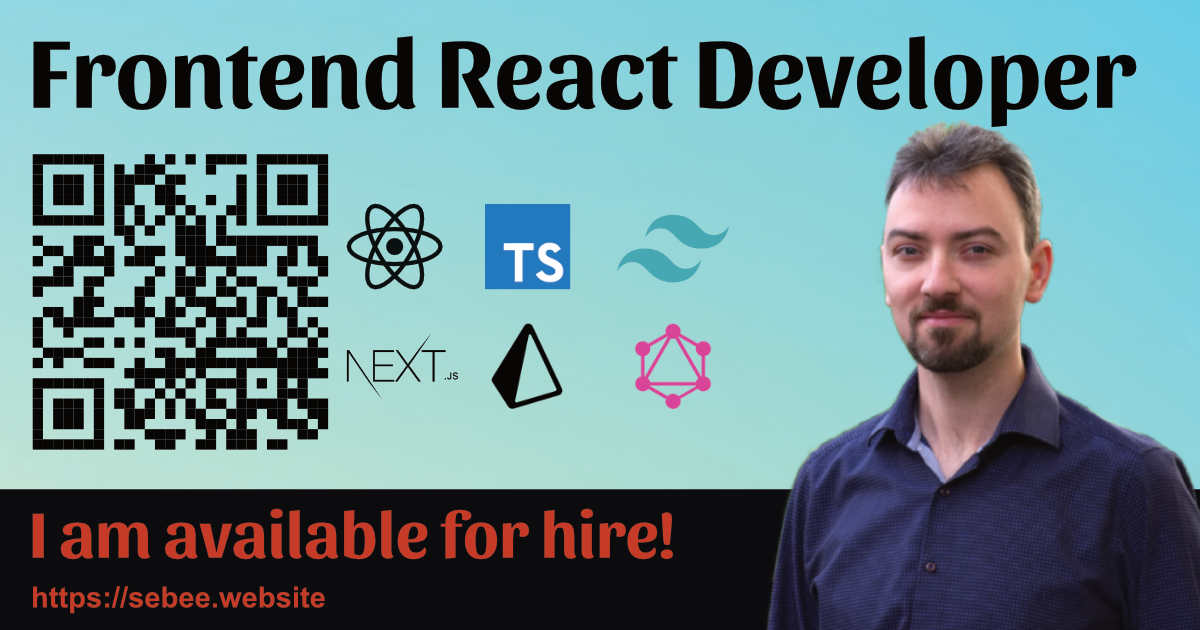 Frontend React Developer
TS
NEXT.JS
I am available for hire!
https://sebee.website